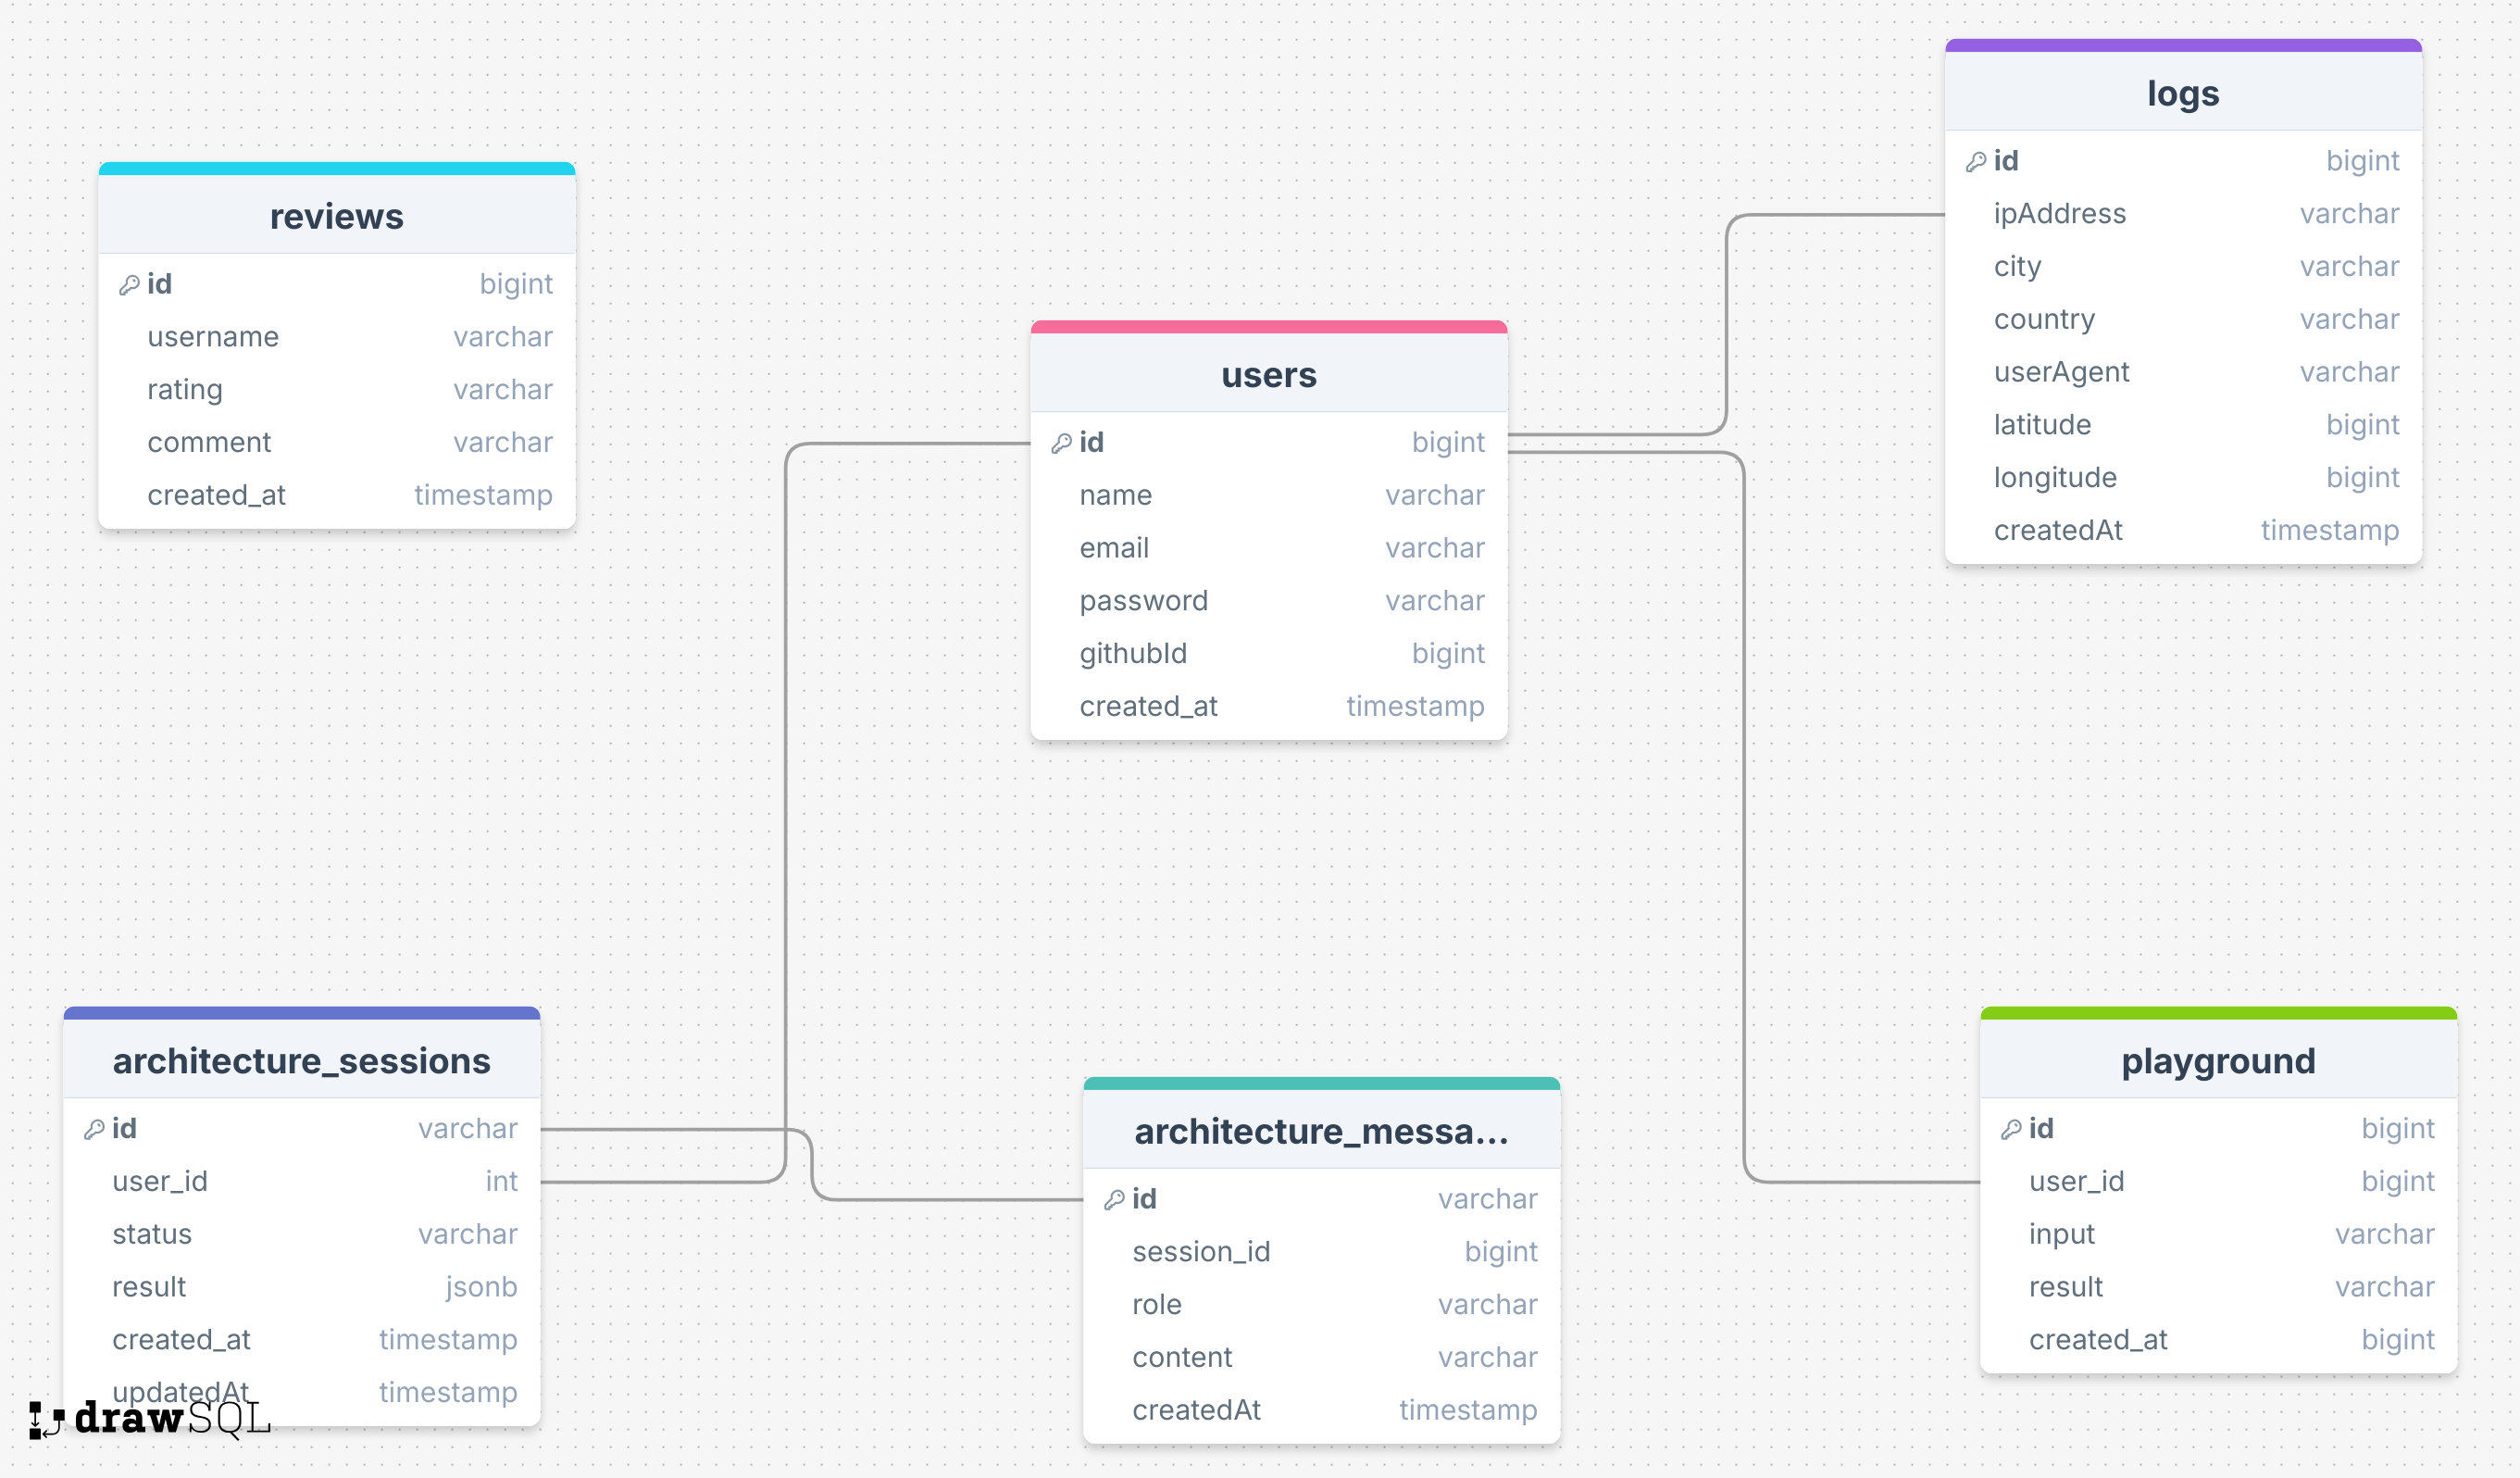 reviews
id bigint
username varchar
rating varchar
comment varchar
created_at timestamp
users
id bigint
name varchar
email varchar
password varchar
githubId bigint
created_at timestamp
logs
id bigint
ipAddress varchar
city varchar
country varchar
userAgent varchar
latitude bigint
longitude bigint
createdAt timestamp
architecture_sessions
id varchar
user_id int
status varchar
result jsonb
created_at timestamp
updatedAt timestamp
architecture_messa...
id varchar
session_id bigint
role varchar
content varchar
createdAt timestamp
playground
id bigint
user_id bigint
input varchar
result varchar
created_at bigint
drawSQL